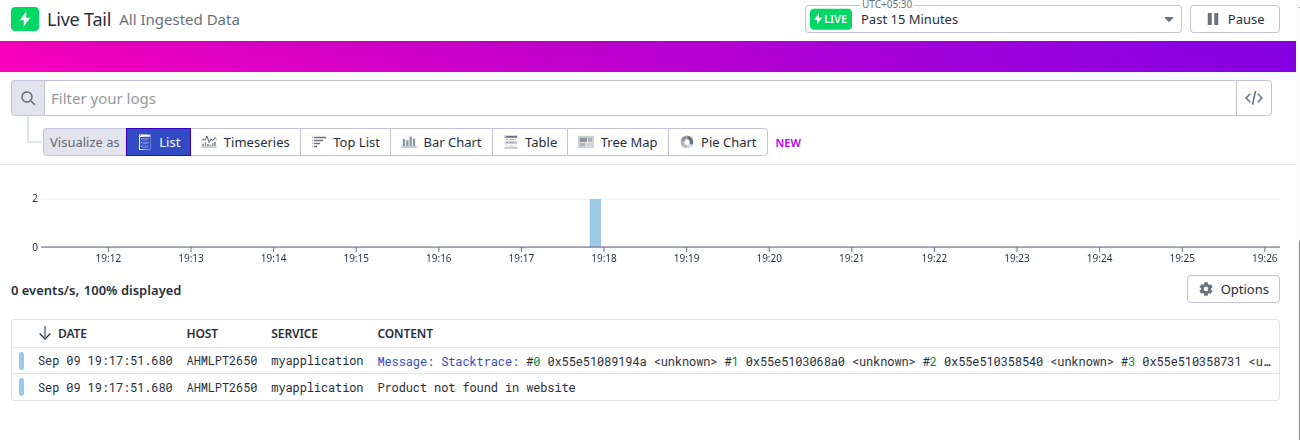 Live Tail All Ingested Data
UTC+05:30
LIVE Past 15 Minutes
Pause
Filter your logs
</>
Visualize as List Timeseries Top List Bar Chart Table Tree Map Pie Chart NEW
2
0
19:12 19:13 19:14 19:15 19:16 19:17 19:18 19:19 19:20 19:21 19:22 19:23 19:24 19:25 19:26
0 events/s, 100% displayed
Options
DATE HOST SERVICE CONTENT
Sep 09 19:17:51.680 AHMLPT2650 myapplication Message: Stacktrace: #0 0x55e51089194a <unknown> #1 0x55e5103068a0 <unknown> #2 0x55e510358540 <unknown> #3 0x55e510358731 <u…
Sep 09 19:17:51.680 AHMLPT2650 myapplication Product not found in website